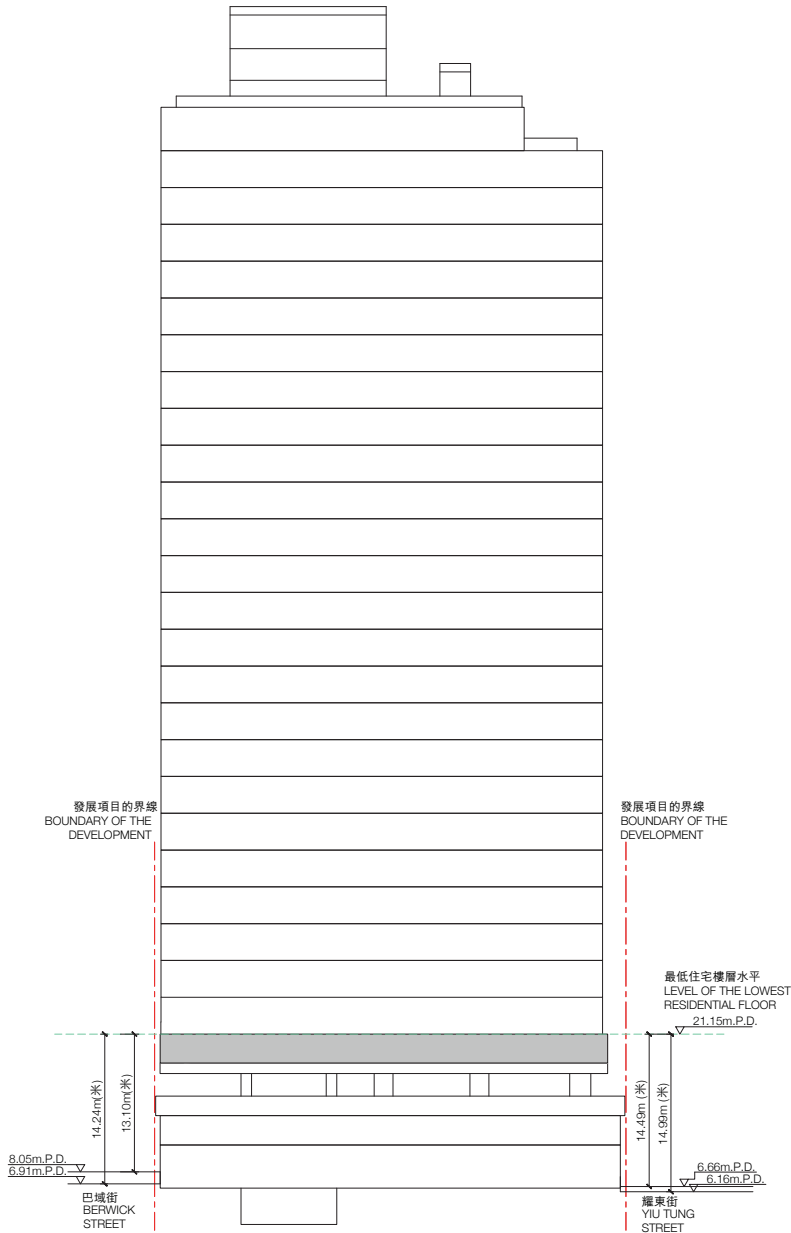 發展項目的界線
BOUNDARY OF THE
DEVELOPMENT
發展項目的界線
BOUNDARY OF THE
DEVELOPMENT
最低住宅樓層水平
LEVEL OF THE LOWEST
RESIDENTIAL FLOOR
21.15m.P.D.
14.24m(米)
13.10m(米)
14.49m (米)
14.99m (米)
8.05m.P.D.
6.91m.P.D.
6.66m.P.D.
6.16m.P.D.
巴域街
BERWICK
STREET
耀東街
YIU TUNG
STREET